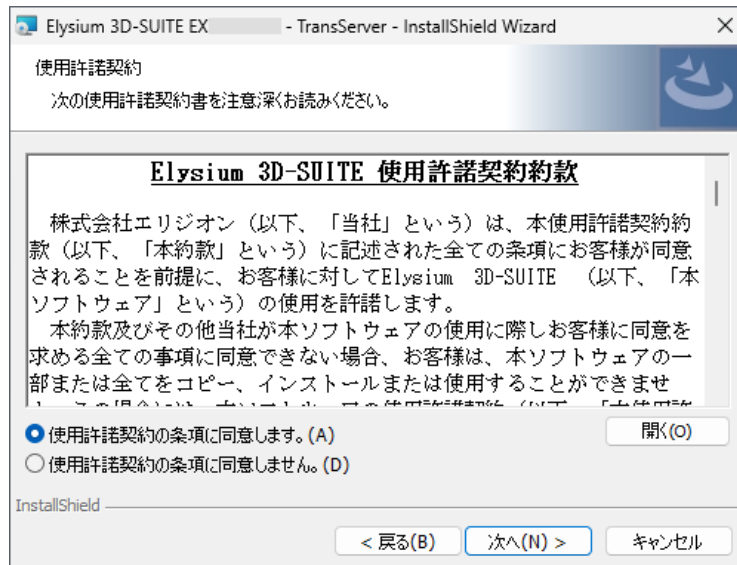 Elysium 3D-SUITE EX - TransServer - InstallShield Wizard
使用許諾契約
次の使用許諾契約書を注意深くお読みください。
Elysium 3D-SUITE 使用許諾契約約款
株式会社エリジオン（以下、「当社」という）は、本使用許諾契約約
款（以下、「本約款」という）に記述された全ての条項にお客様が同意
されることを前提に、お客様に対してElysium 3D-SUITE （以下、「本
ソフトウェア」という）の使用を許諾します。
本約款及びその他当社が本ソフトウェアの使用に際しお客様に同意を
求める全ての事項に同意できない場合、お客様は、本ソフトウェアの一
部または全てをコピー、インストールまたは使用することができませ
使用許諾契約の条項に同意します。(A)
開く(O)
使用許諾契約の条項に同意しません。(D)
InstallShield
< 戻る(B)
次へ(N) >
キャンセル